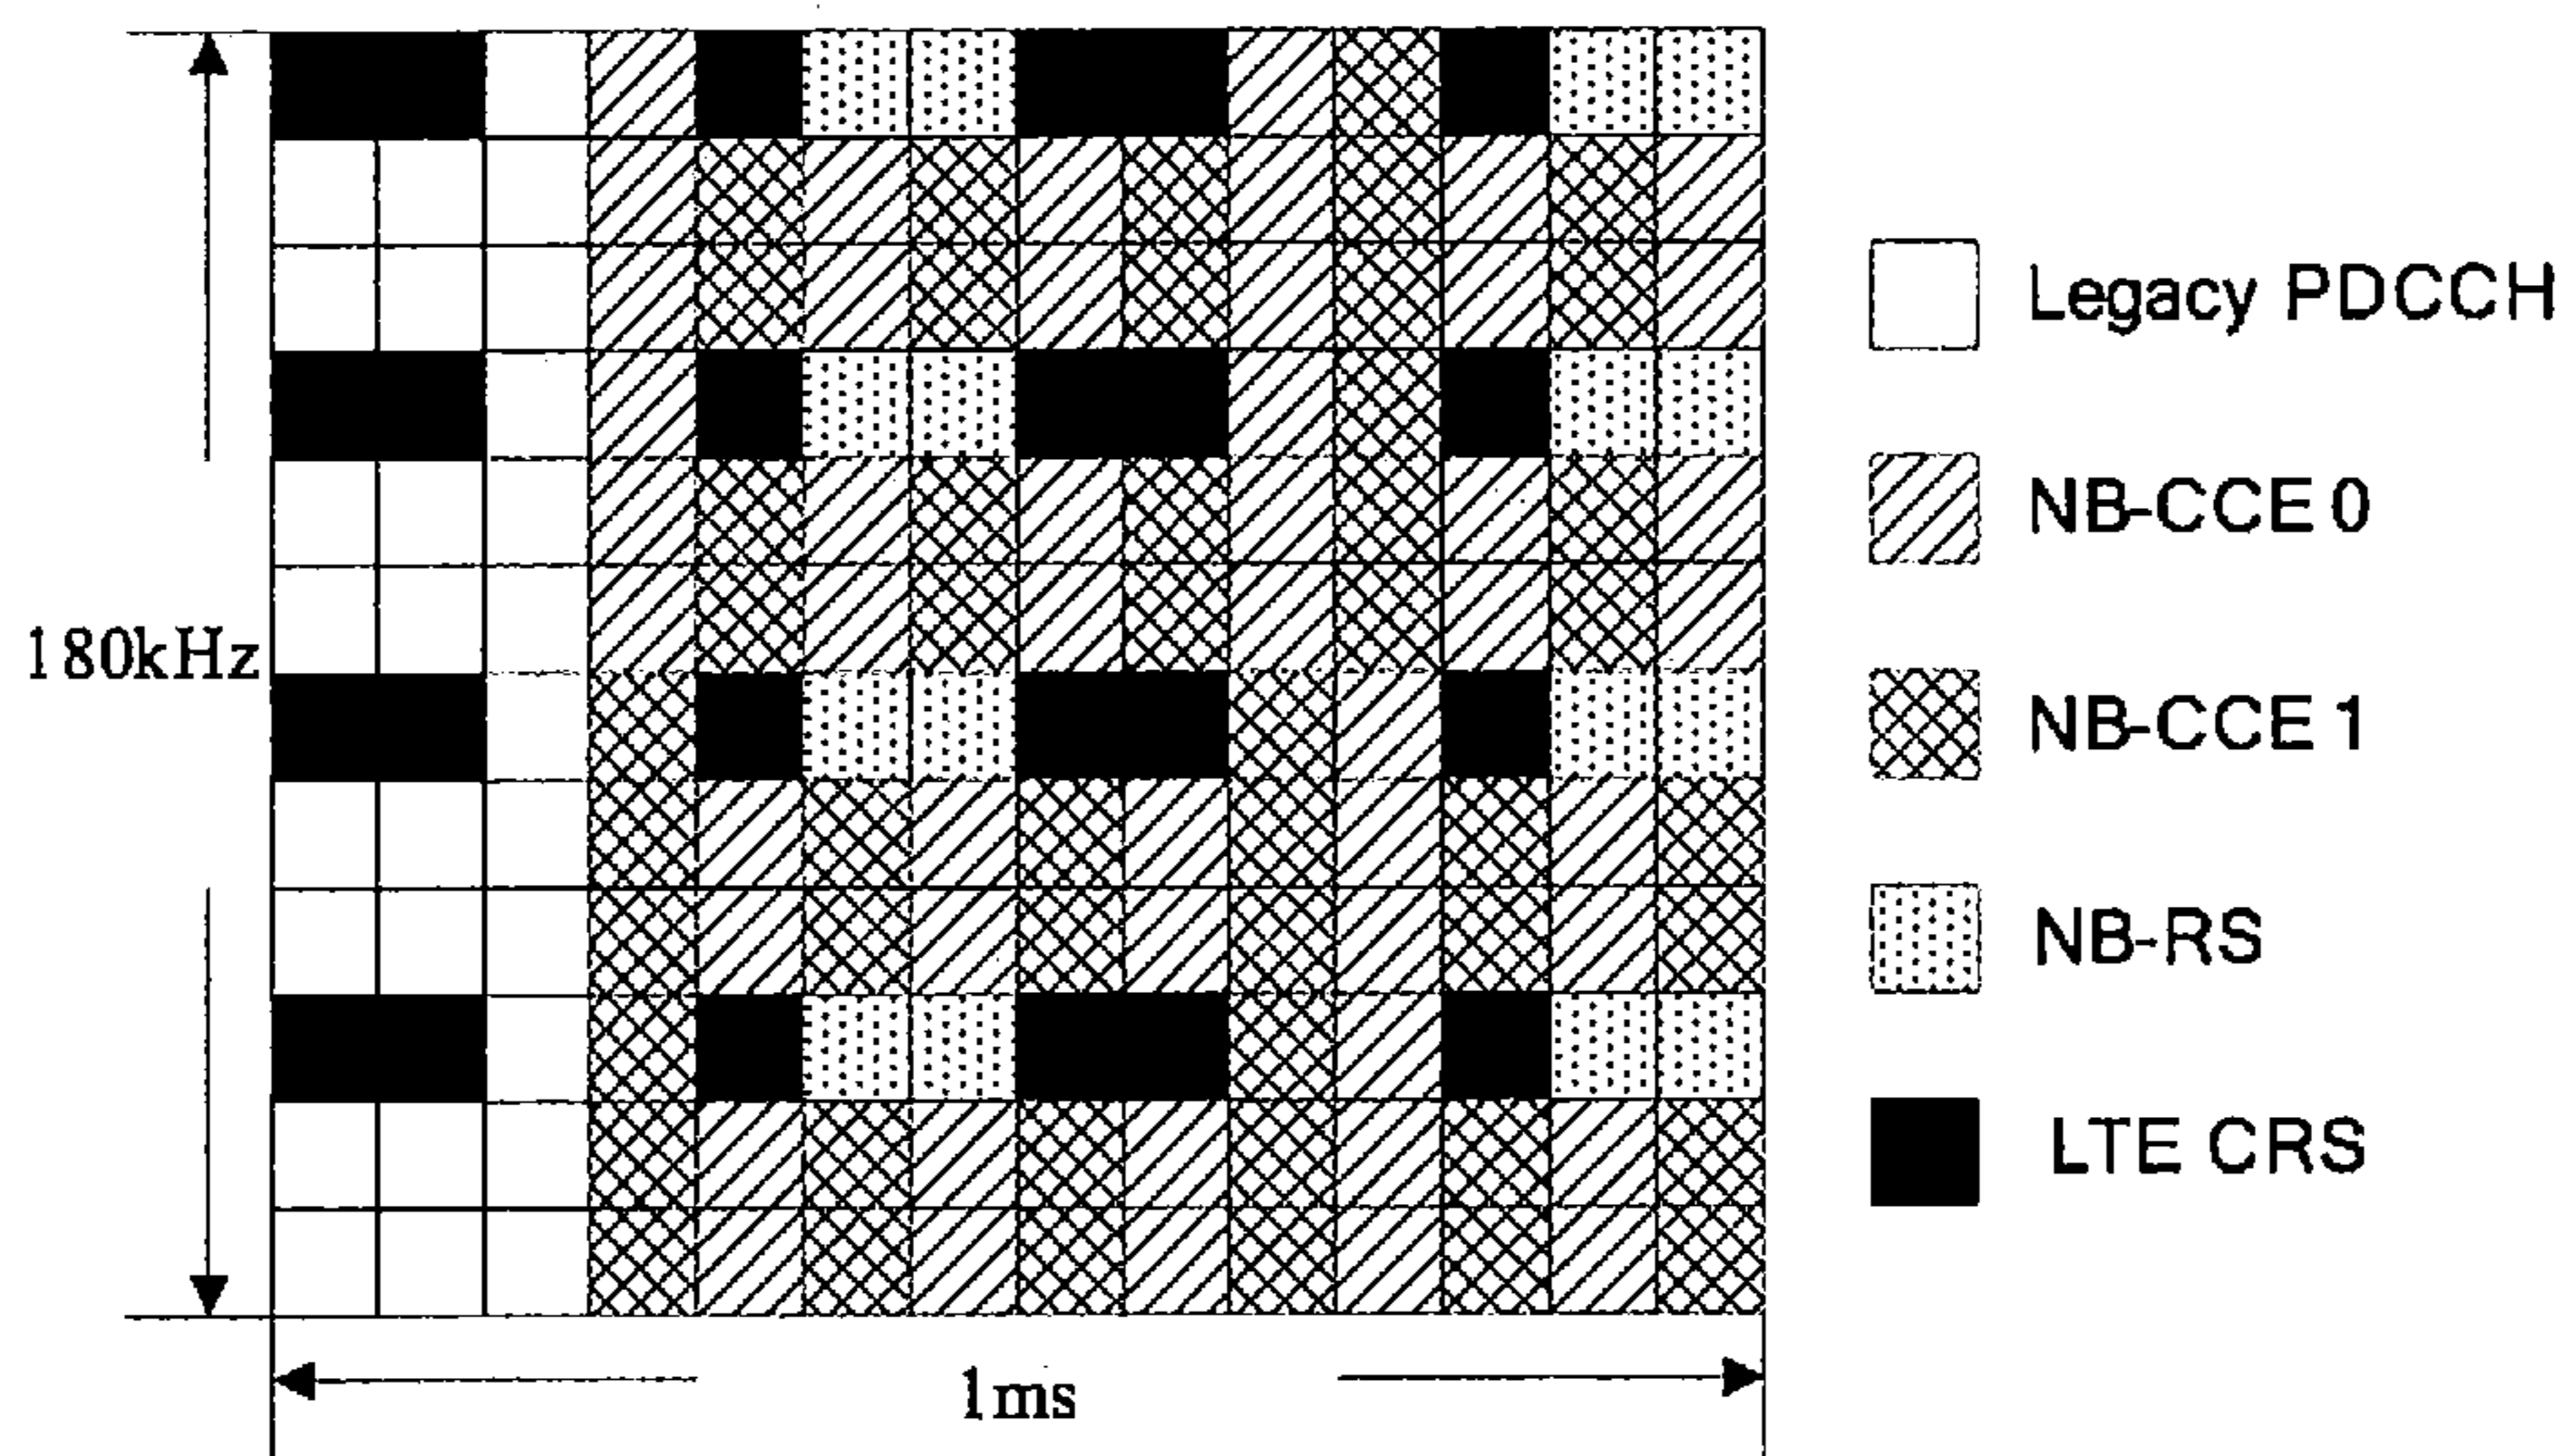 Legacy PDCCH
NB-CCE 0
180kHz
NB-CCE 1
NB-RS
LTE CRS
1ms